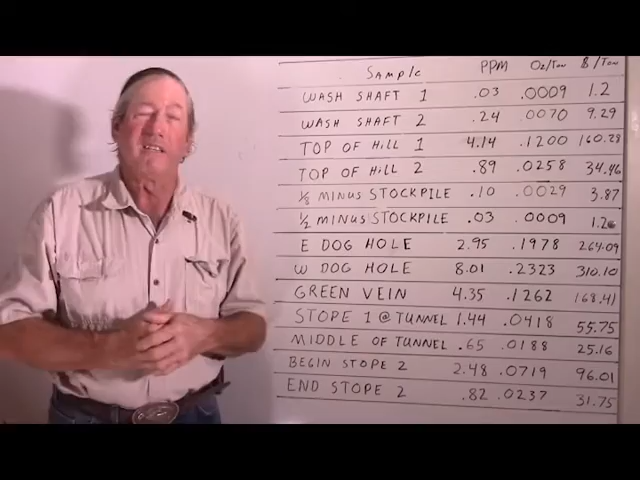 SAMPLE PPM Oz/Ton $/Ton
WASH SHAFT 1 .03 .0009 1.2
WASH SHAFT 2 .24 .0070 9.29
TOP OF HILL 1 4.14 .1200 160.28
TOP OF HILL 2 .89 .0258 34.46
⅛ MINUS STOCKPILE .10 .0029 3.87
½ MINUS STOCKPILE .03 .0009 1.26
E DOG HOLE 2.95 .1978 264.09
W DOG HOLE 8.01 .2323 310.10
GREEN VEIN 4.35 .1262 168.41
STOPE 1 @ TUNNEL 1.44 .0418 55.75
MIDDLE OF TUNNEL .65 .0188 25.16
BEGIN STOPE 2 2.48 .0719 96.01
END STOPE 2 .82 .0237 31.75